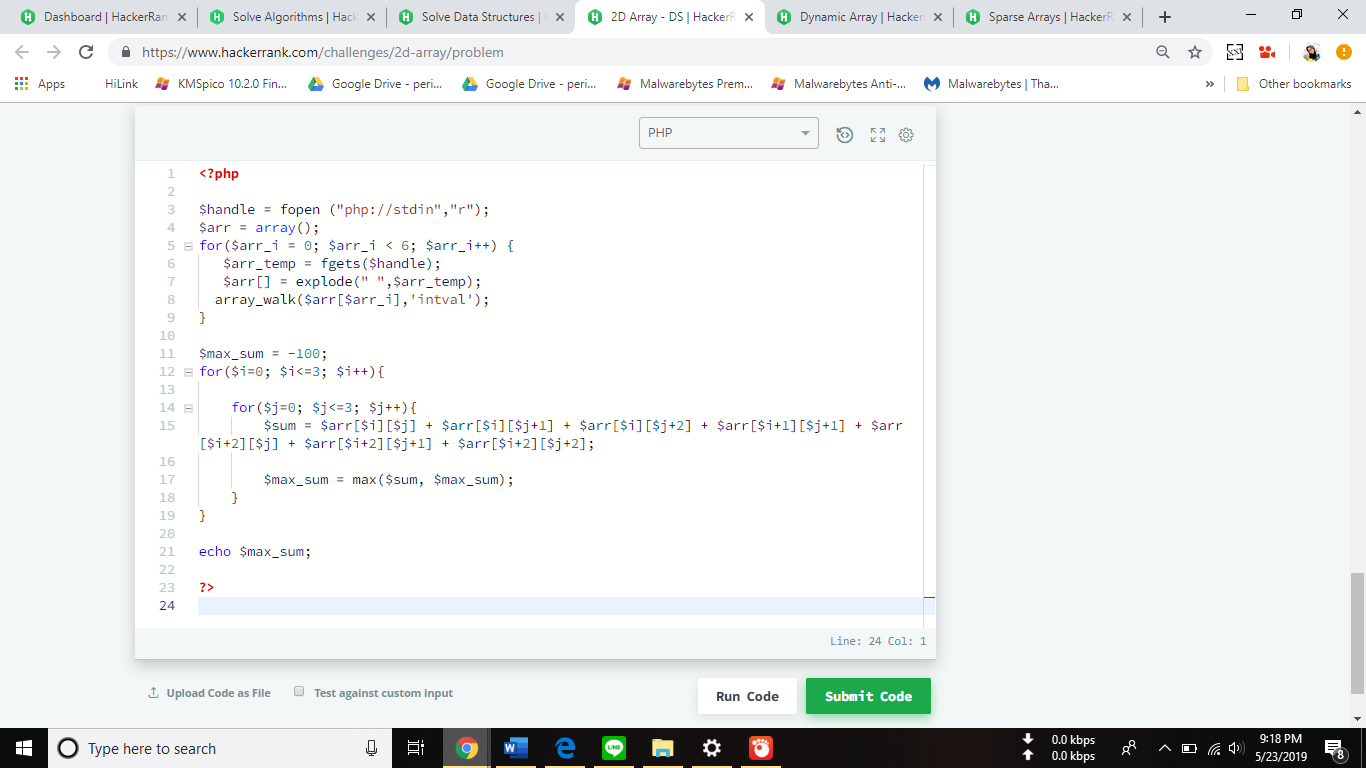 Dashboard | HackerRan
Solve Algorithms | Hack
Solve Data Structures |
2D Array - DS | HackerR
Dynamic Array | Hacker
Sparse Arrays | HackerR
https://www.hackerrank.com/challenges/2d-array/problem
Apps
HiLink
KMSpico 10.2.0 Fin...
Google Drive - peri...
Google Drive - peri...
Malwarebytes Prem...
Malwarebytes Anti-...
Malwarebytes | Tha...
»
Other bookmarks
PHP
1 <?php
2
3 $handle = fopen ("php://stdin","r");
4 $arr = array();
5 for($arr_i = 0; $arr_i < 6; $arr_i++) {
6 $arr_temp = fgets($handle);
7 $arr[] = explode(" ",$arr_temp);
8 array_walk($arr[$arr_i],'intval');
9 }
10
11 $max_sum = -100;
12 for($i=0; $i<=3; $i++){
13
14 for($j=0; $j<=3; $j++){
15 $sum = $arr[$i][$j] + $arr[$i][$j+1] + $arr[$i][$j+2] + $arr[$i+1][$j+1] + $arr
[$i+2][$j] + $arr[$i+2][$j+1] + $arr[$i+2][$j+2];
16
17 $max_sum = max($sum, $max_sum);
18 }
19 }
20
21 echo $max_sum;
22
23 ?>
24
Line: 24 Col: 1
Upload Code as File
Test against custom input
Run Code
Submit Code
Type here to search
0.0 kbps
0.0 kbps
9:18 PM
5/23/2019
8